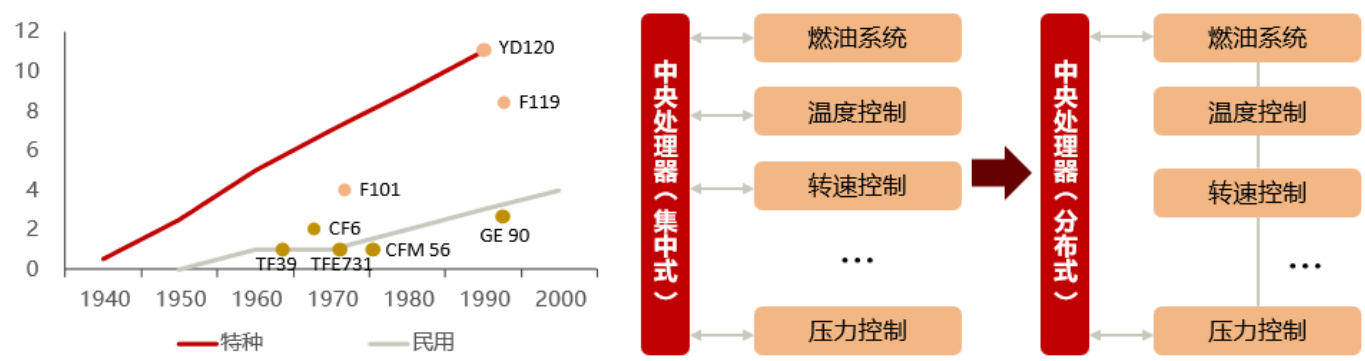 12
10
8
6
4
2
0
YD120
F119
F101
CF6
TF39
TFE731
CFM 56
GE 90
1940
1950
1960
1970
1980
1990
2000
特种
民用
中央处理器（集中式）
燃油系统
温度控制
转速控制
...
压力控制
中央处理器（分布式）
燃油系统
温度控制
转速控制
...
压力控制